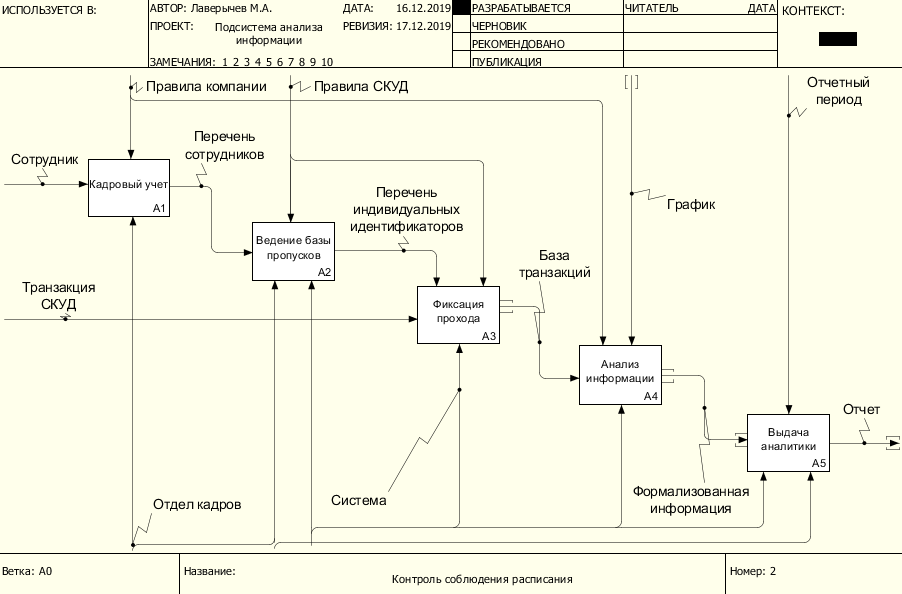 ИСПОЛЬЗУЕТСЯ В:
АВТОР: Лаверычев М.А.
ДАТА: 16.12.2019
ПРОЕКТ: Подсистема анализа
информации
РЕВИЗИЯ: 17.12.2019
ЗАМЕЧАНИЯ: 1 2 3 4 5 6 7 8 9 10
РАЗРАБАТЫВАЕТСЯ
ЧЕРНОВИК
РЕКОМЕНДОВАНО
ПУБЛИКАЦИЯ
ЧИТАТЕЛЬ ДАТА
КОНТЕКСТ:
Правила компании
Правила СКУД
Отчетный
период
Сотрудник
Перечень
сотрудников
Кадровый учет
A1
Перечень
индивидуальных
идентификаторов
График
Ведение базы
пропусков
A2
База
транзакций
Транзакция
СКУД
Фиксация
прохода
A3
Анализ
информации
A4
Отчет
Выдача
аналитики
A5
Система
Формализованная
информация
Отдел кадров
Ветка: A0
Название:
Контроль соблюдения расписания
Номер: 2